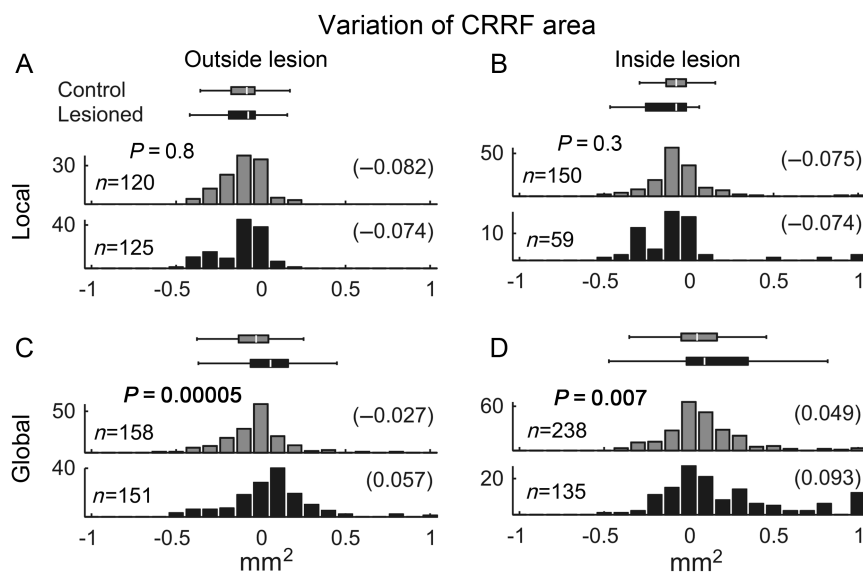 Variation of CRRF area
A Outside lesion
B Inside lesion
Control
Lesioned
Local
P = 0.8
30
n=120
(–0.082)
40
n=125
(–0.074)
-1 -0.5 0 0.5 1
P = 0.3
50
n=150
(–0.075)
10
n=59
(–0.074)
-1 -0.5 0 0.5 1
C
Global
P = 0.00005
50
n=158
(–0.027)
40
n=151
(0.057)
-1 -0.5 0 0.5 1
mm2
D
P = 0.007
60
n=238
(0.049)
20
n=135
(0.093)
-1 -0.5 0 0.5 1
mm2